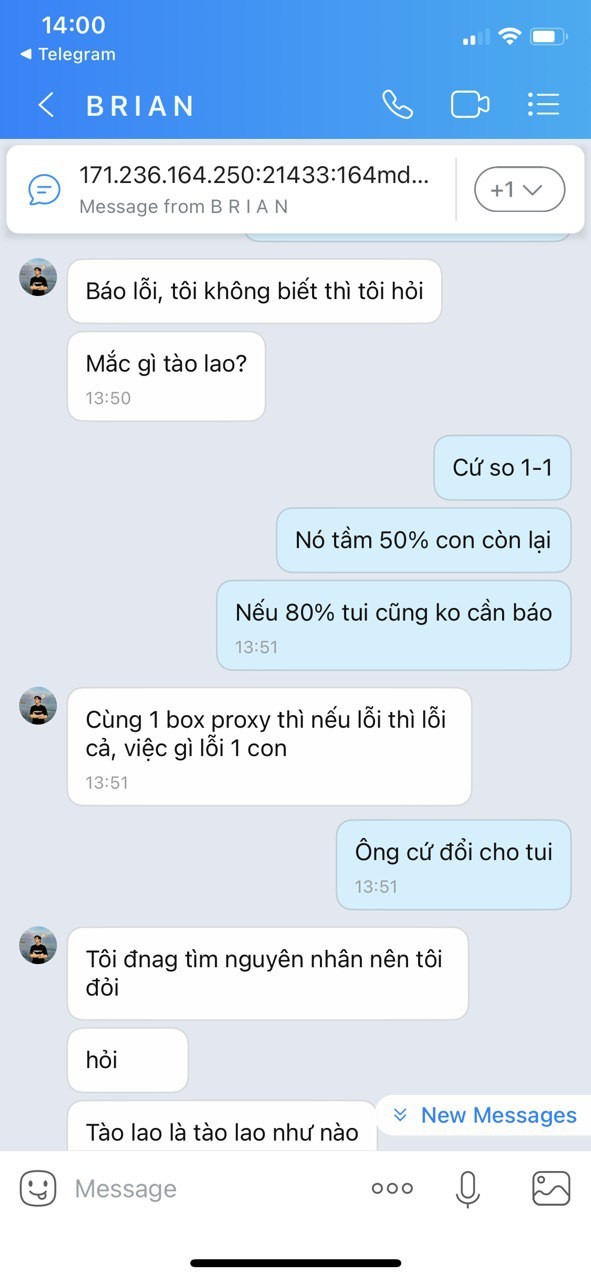 14:00
Telegram
B R I A N
171.236.164.250:21433:164md...
Message from B R I A N
+1
Báo lỗi, tôi không biết thì tôi hỏi
Mắc gì tào lao?
13:50
Cứ so 1-1
Nó tầm 50% con còn lại
Nếu 80% tui cũng ko cần báo
13:51
Cùng 1 box proxy thì nếu lỗi thì lỗi
cả, việc gì lỗi 1 con
13:51
Ông cứ đổi cho tui
13:51
Tôi đnag tìm nguyên nhân nên tôi
đỏi
hỏi
Tào lao là tào lao như nào
New Messages
Message